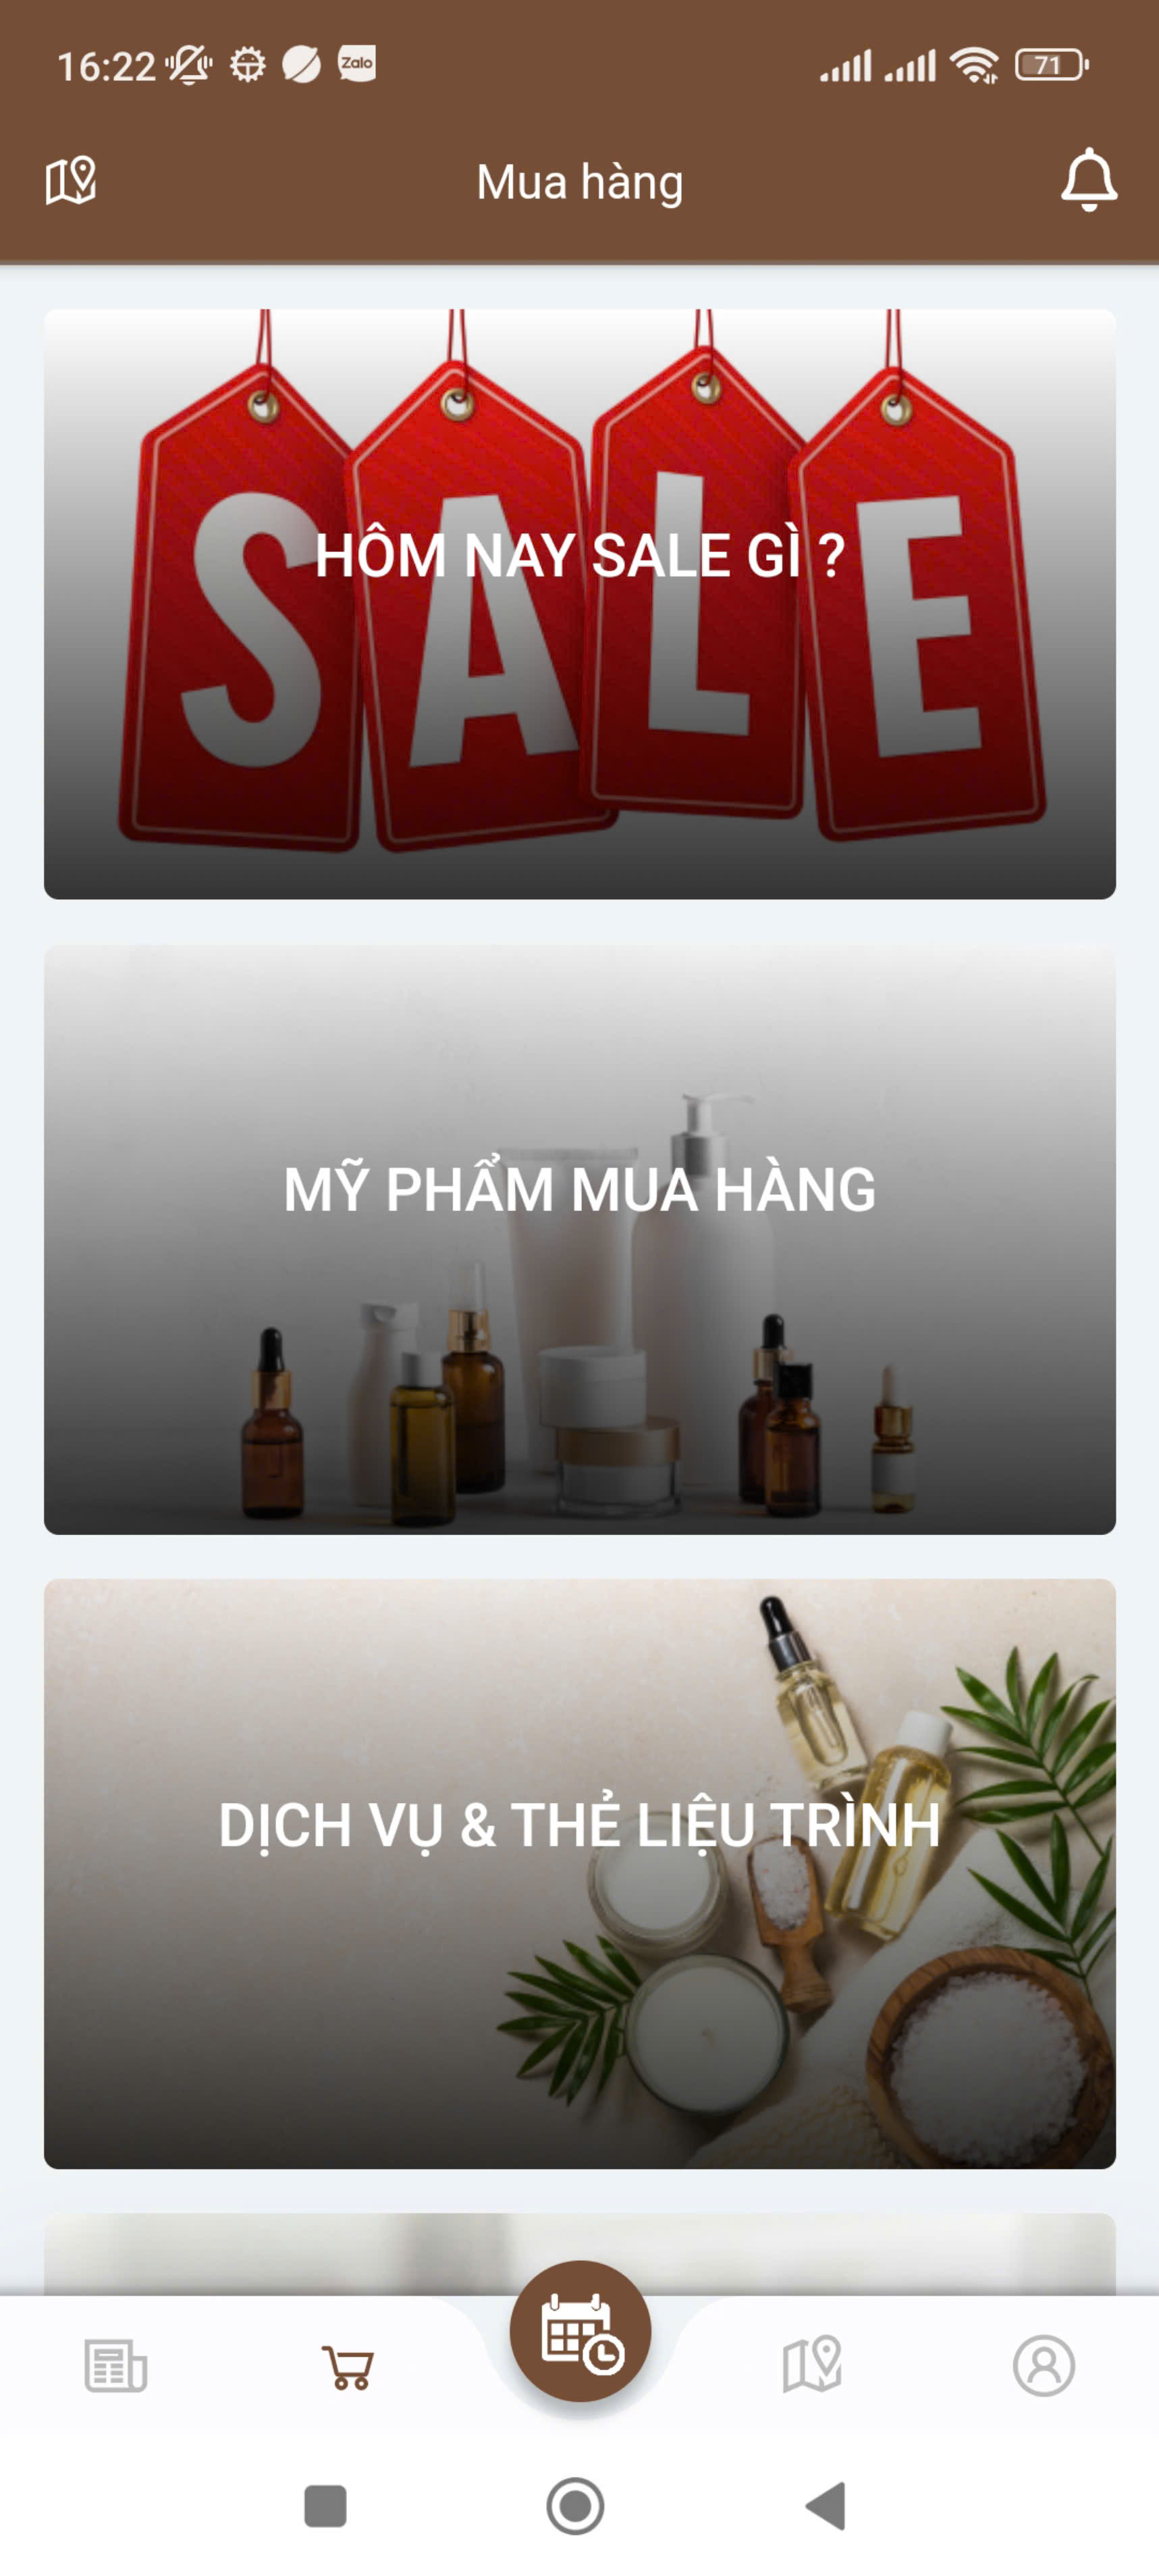 16:22
Zalo
71
Mua hàng
SALE
HÔM NAY SALE GÌ ?
MỸ PHẨM MUA HÀNG
DỊCH VỤ & THẺ LIỆU TRÌNH